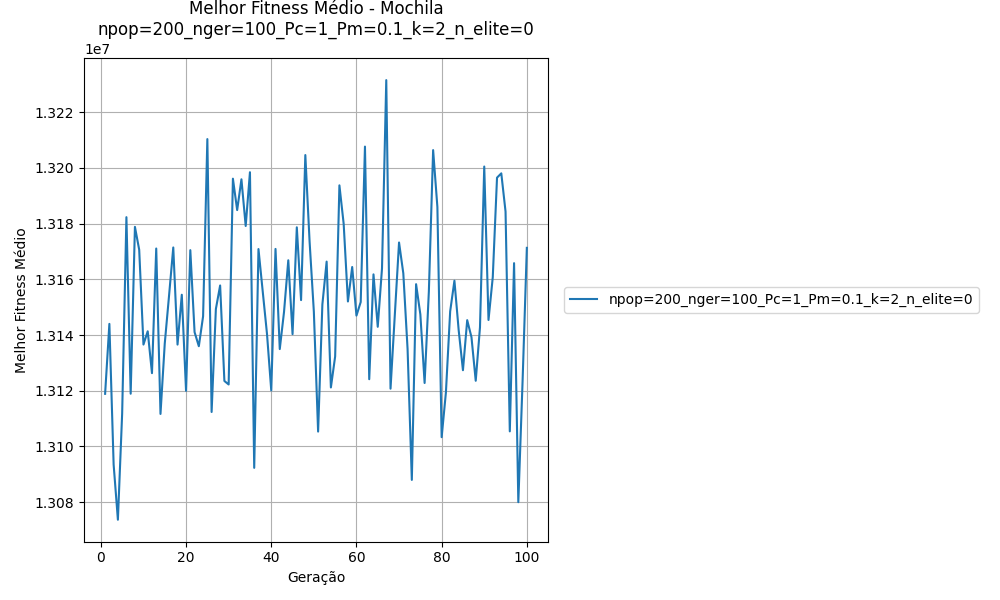 Melhor Fitness Médio - Mochila
npop=200_nger=100_Pc=1_Pm=0.1_k=2_n_elite=0
1e7
1.322
1.320
1.318
1.316
1.314
1.312
1.310
1.308
Melhor Fitness Médio
0 20 40 60 80 100
Geração
npop=200_nger=100_Pc=1_Pm=0.1_k=2_n_elite=0